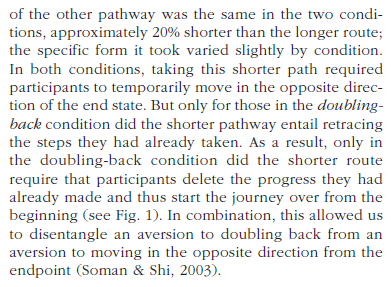 of the other pathway was the same in the two condi-
tions, approximately 20% shorter than the longer route;
the specific form it took varied slightly by condition.
In both conditions, taking this shorter path required
participants to temporarily move in the opposite direc-
tion of the end state. But only for those in the doubling-
back condition did the shorter pathway entail retracing
the steps they had already taken. As a result, only in
the doubling-back condition did the shorter route
require that participants delete the progress they had
already made and thus start the journey over from the
beginning (see Fig. 1). In combination, this allowed us
to disentangle an aversion to doubling back from an
aversion to moving in the opposite direction from the
endpoint (Soman & Shi, 2003).